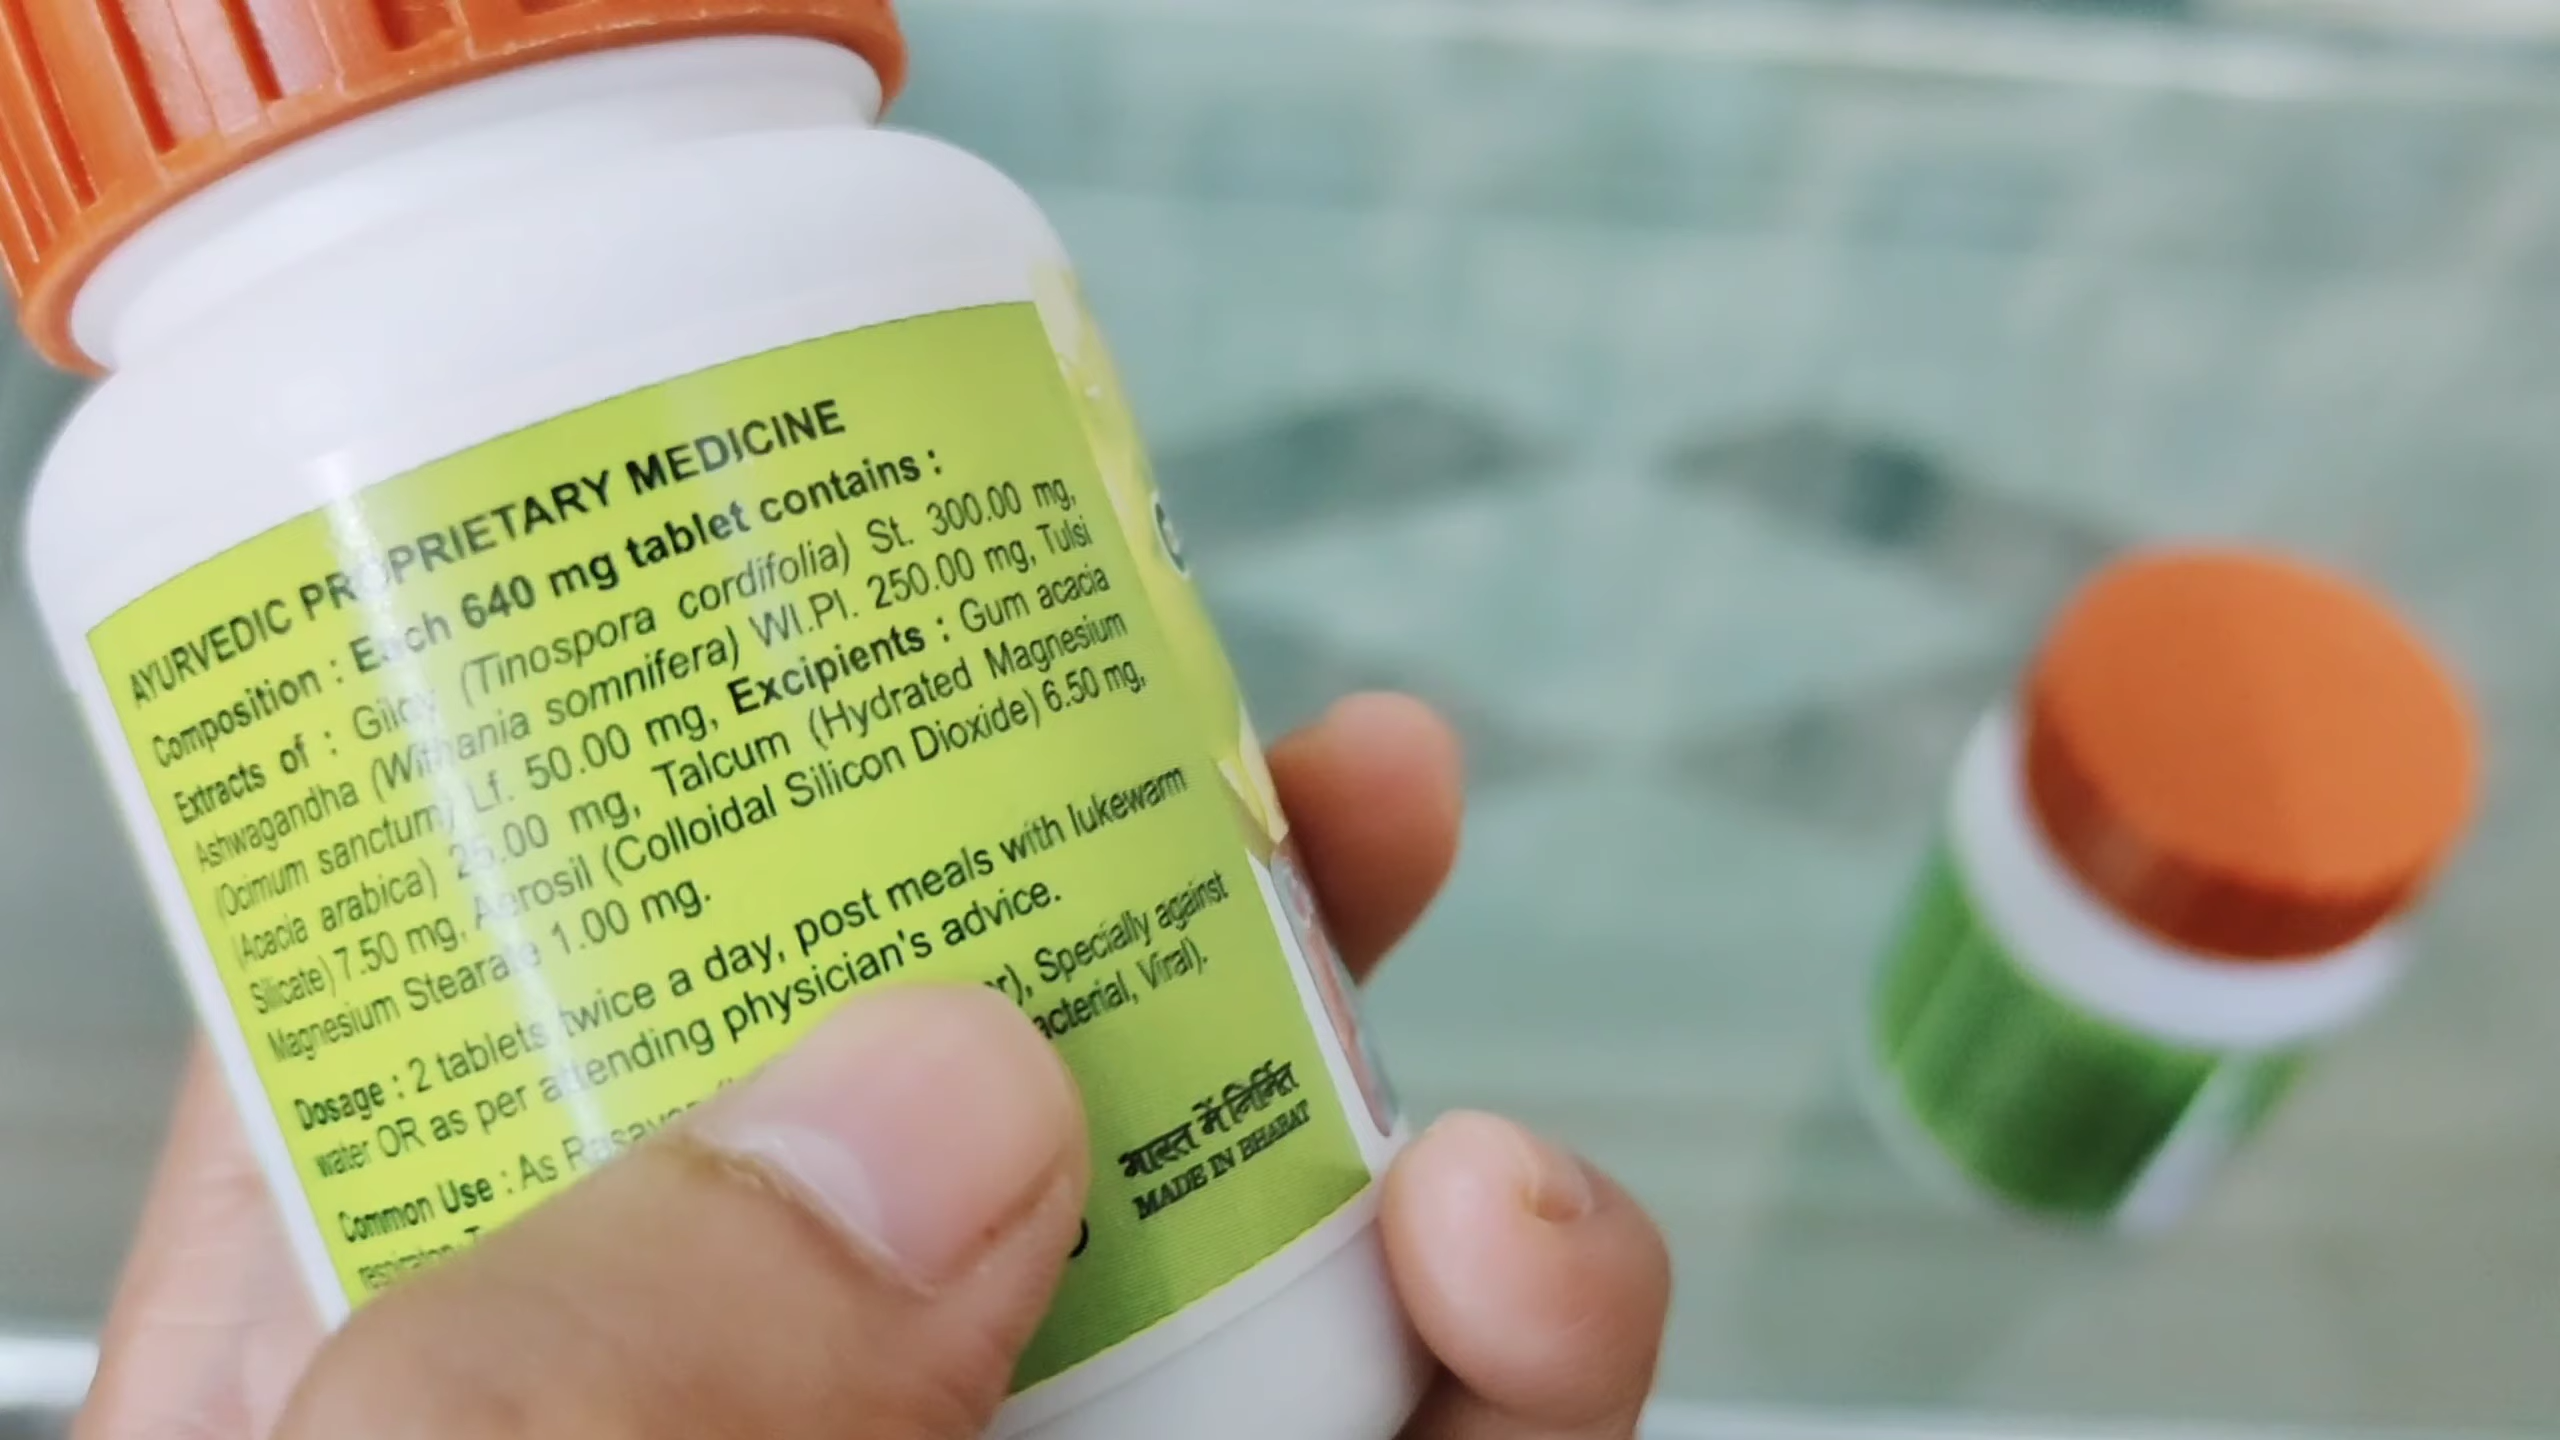 AYURVEDIC PROPRIETARY MEDICINE
Composition : Each 640 mg tablet contains :
Extracts of : Giloy (Tinospora cordifolia) St. 300.00 mg,
Ashwagandha (Withania somnifera) Wl.Pl. 250.00 mg, Tulsi
(Ocimum sanctum) Lf. 50.00 mg, Excipients : Gum acacia
(Acacia arabica) 25.00 mg, Talcum (Hydrated Magnesium
Silicate) 7.50 mg, Aerosil (Colloidal Silicon Dioxide) 6.50 mg,
Magnesium Stearate 1.00 mg.
Dosage : 2 tablets twice a day, post meals with lukewarm
water OR as per attending physician's advice.
Common Use : As Specially against
Viral).
भारत में निर्मित
MADE IN BHARAT